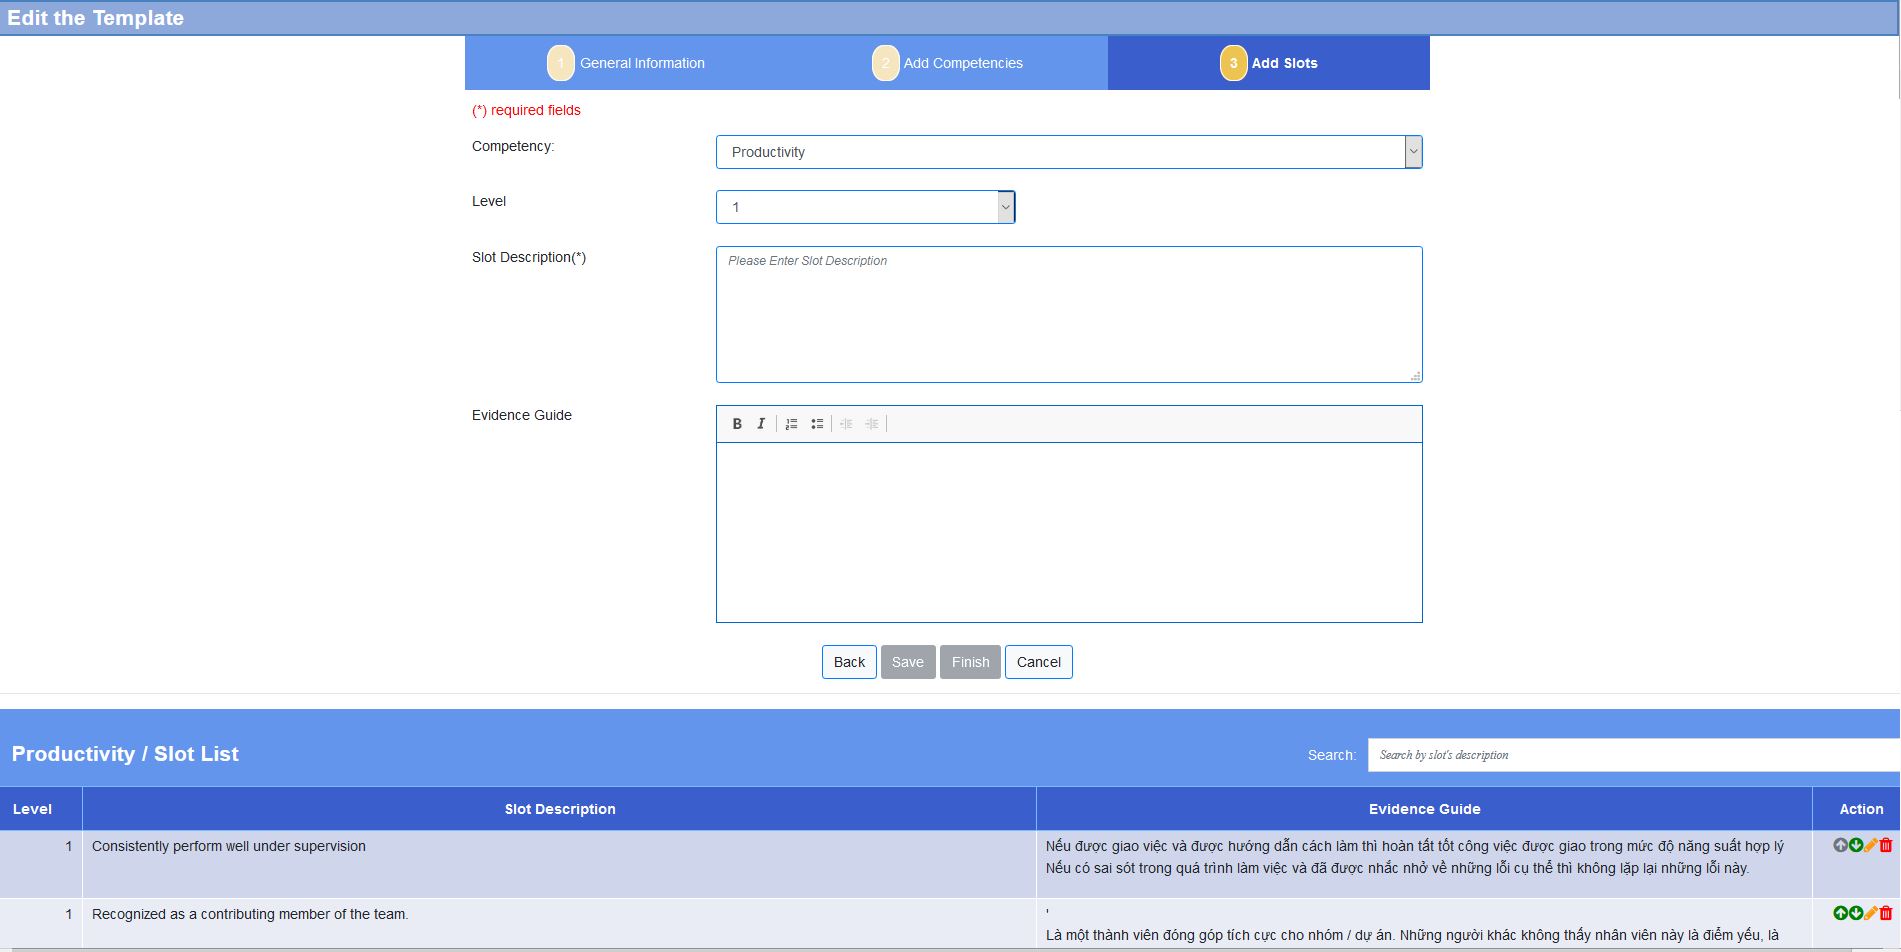 Edit the Template
1 General Information
2 Add Competencies
3 Add Slots
(*) required fields
Competency:
Productivity
Level
1
Slot Description(*)
Please Enter Slot Description
Evidence Guide
B I
Back Save Finish Cancel
Productivity / Slot List
Search: Search by slot's description
Level Slot Description Evidence Guide Action
1 Consistently perform well under supervision Nếu được giao việc và được hướng dẫn cách làm thì hoàn tất tốt công việc được giao trong mức độ năng suất hợp lý
Nếu có sai sót trong quá trình làm việc và đã được nhắc nhở về những lỗi cụ thể thì không lặp lại những lỗi này.
1 Recognized as a contributing member of the team. '
Là một thành viên đóng góp tích cực cho nhóm / dự án. Những người khác không thấy nhân viên này là điểm yếu, là